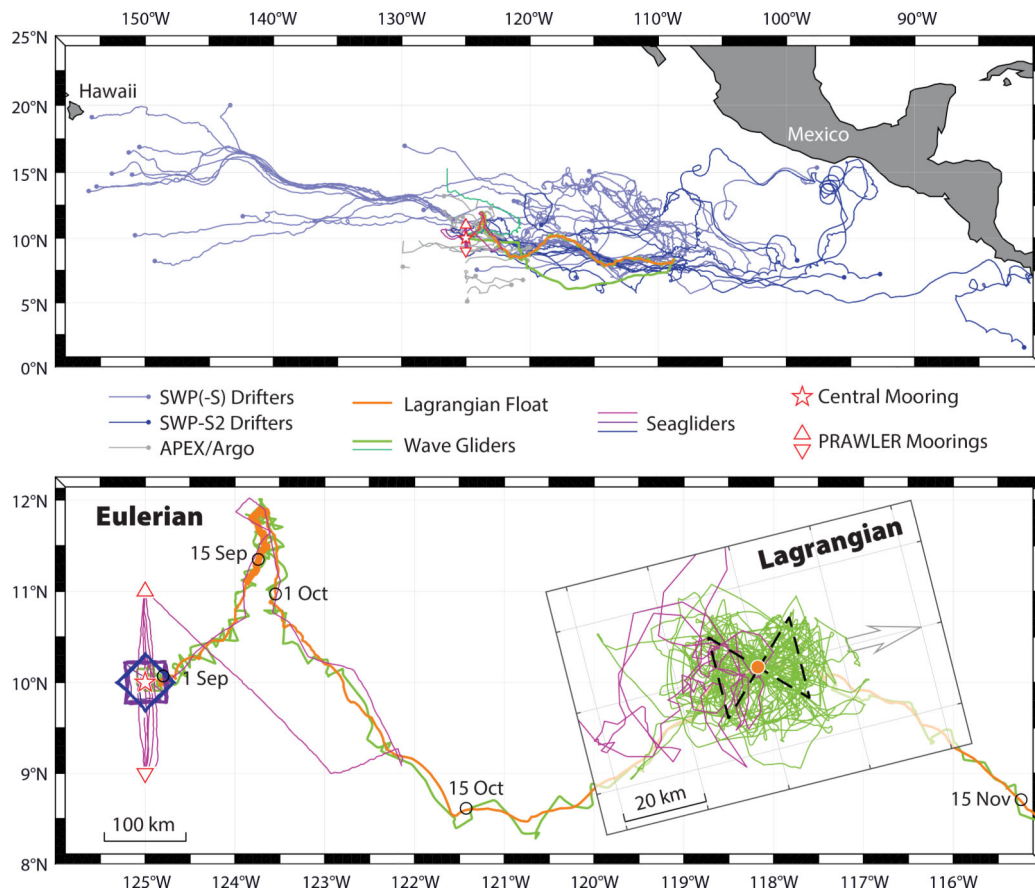 150°W 140°W 130°W 120°W 110°W 100°W 90°W
25°N
20°N
15°N
10°N
5°N
0°N
Hawaii
Mexico
SWP(-S) Drifters
SWP-S2 Drifters
APEX/Argo
Lagrangian Float
Wave Gliders
Seagliders
Central Mooring
PRAWLER Moorings
12°N
11°N
10°N
9°N
8°N
Eulerian
Lagrangian
15 Sep
1 Oct
1 Sep
15 Oct
20 km
15 Nov
100 km
125°W 124°W 123°W 122°W 121°W 120°W 119°W 118°W 117°W 116°W